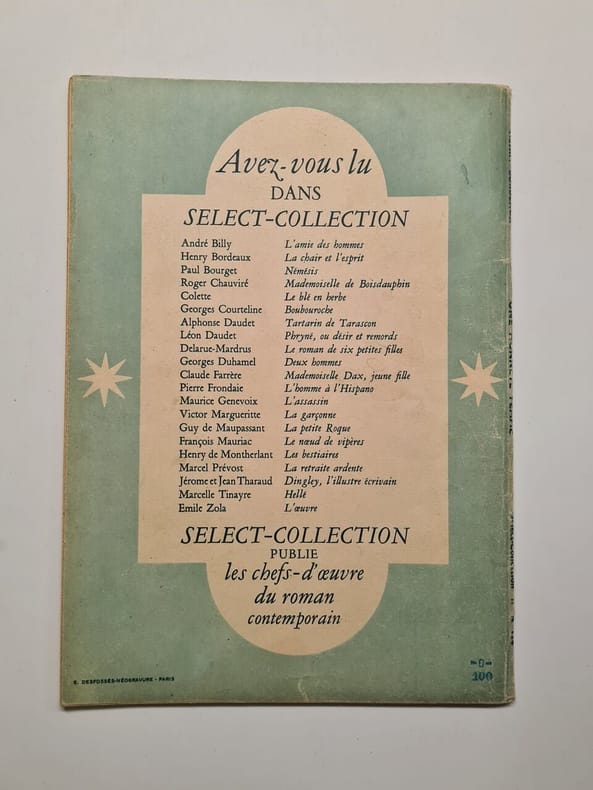 Avez-vous lu
DANS
SELECT-COLLECTION
André Billy L'amie des hommes
Henry Bordeaux La chair et l'esprit
Paul Bourget Némésis
Roger Chauviré Mademoiselle de Boisdauphin
Colette Le blé en herbe
Georges Courteline Boubouroche
Alphonse Daudet Tartarin de Tarascon
Léon Daudet Phryné, ou désir et remords
Delarue-Mardrus Le roman de six petites filles
Georges Duhamel Deux hommes
Claude Farrère Mademoiselle Dax, jeune fille
Pierre Frondaie L'homme à l'Hispano
Maurice Genevoix L'assassin
Victor Margueritte La garçonne
Guy de Maupassant La petite Roque
François Mauriac Le nœud de vipères
Henry de Montherlant Les bestiaires
Marcel Prévost La retraite ardente
Jérome et Jean Tharaud Dingley, l'illustre écrivain
Marcelle Tinayre Hellé
Emile Zola L'œuvre
SELECT-COLLECTION
PUBLIE
les chefs-d'œuvre
du roman
contemporain
E. DESFOSSÉS-NÉOGRAVURE - PARIS
100